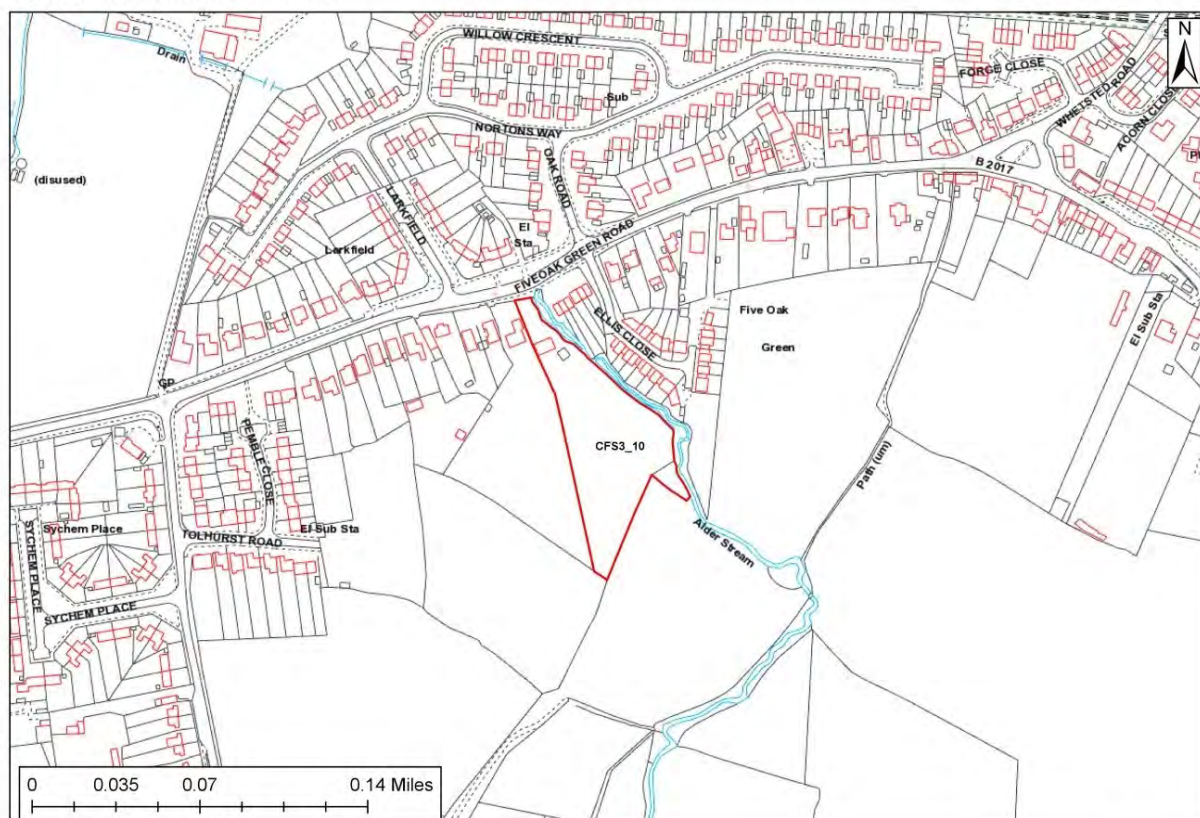 WILLOW CRESCENT
N
Drain
Sub
FORGE CLOSE
WHETSTED ROAD
ACORN CLOSE
NORTONS WAY
OAK ROAD
B 2017
(disused)
LARKFIELD
Larkfield
El
Sta
FIVEOAK GREEN ROAD
ELLIS CLOSE
Five Oak
Green
El Sub Sta
GP
PEMBLE CLOSE
CFS3_10
Path (um)
Sychem Place
SYCHEM PLACE
El Sub Sta
TOLHURST ROAD
Alder Stream
SYCHEM PLACE
0 0.035 0.07 0.14 Miles